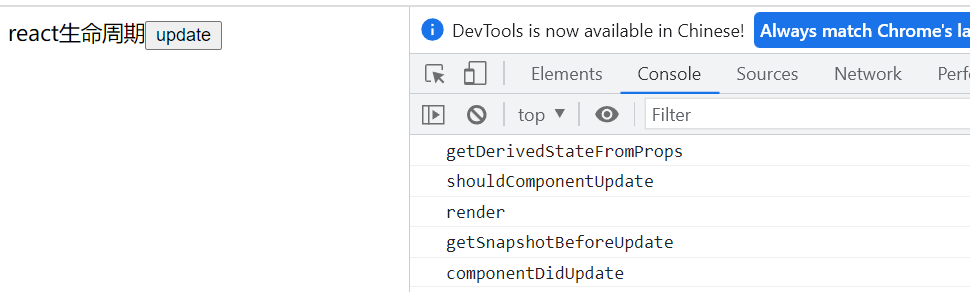 react生命周期 update
DevTools is now available in Chinese! Always match Chrome's la
Elements Console Sources Network Perf
top Filter
getDerivedStateFromProps
shouldComponentUpdate
render
getSnapshotBeforeUpdate
componentDidUpdate